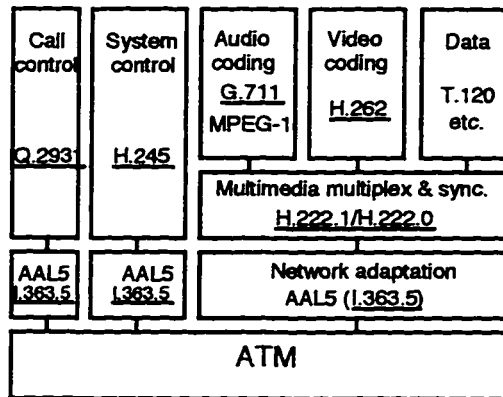 Call
control
Q.2931
System
control
H.245
Audio
coding
G.711
MPEG-1
Video
coding
H.262
Data
T.120
etc.
Multimedia multiplex & sync.
H.222.1/H.222.0
AAL5
I.363.5
AAL5
I.363.5
Network adaptation
AAL5 (I.363.5)
ATM